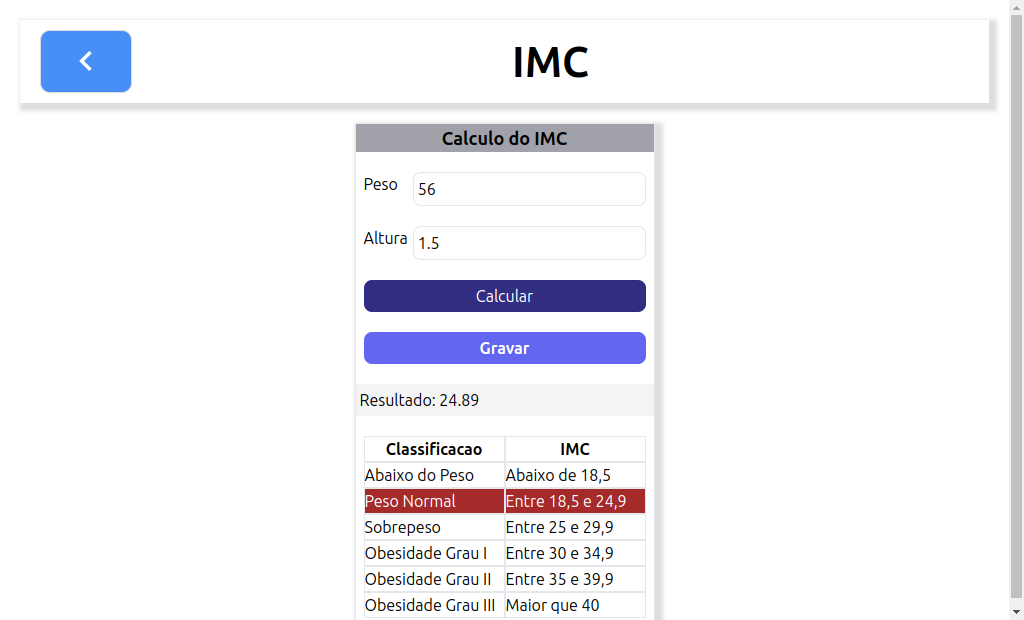 IMC
Calculo do IMC
Peso 56
Altura 1.5
Calcular
Gravar
Resultado: 24.89
Classificacao IMC
Abaixo do Peso Abaixo de 18,5
Peso Normal Entre 18,5 e 24,9
Sobrepeso Entre 25 e 29,9
Obesidade Grau I Entre 30 e 34,9
Obesidade Grau II Entre 35 e 39,9
Obesidade Grau III Maior que 40